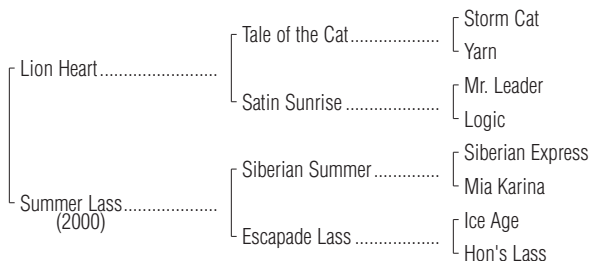 Storm Cat
Tale of the Cat....................
Yarn
Lion Heart..........................
Mr. Leader
Satin Sunrise .....................
Logic
Siberian Express
Siberian Summer...............
Mia Karina
Summer Lass.....................
(2000)
Ice Age
Escapade Lass ...................
Hon's Lass